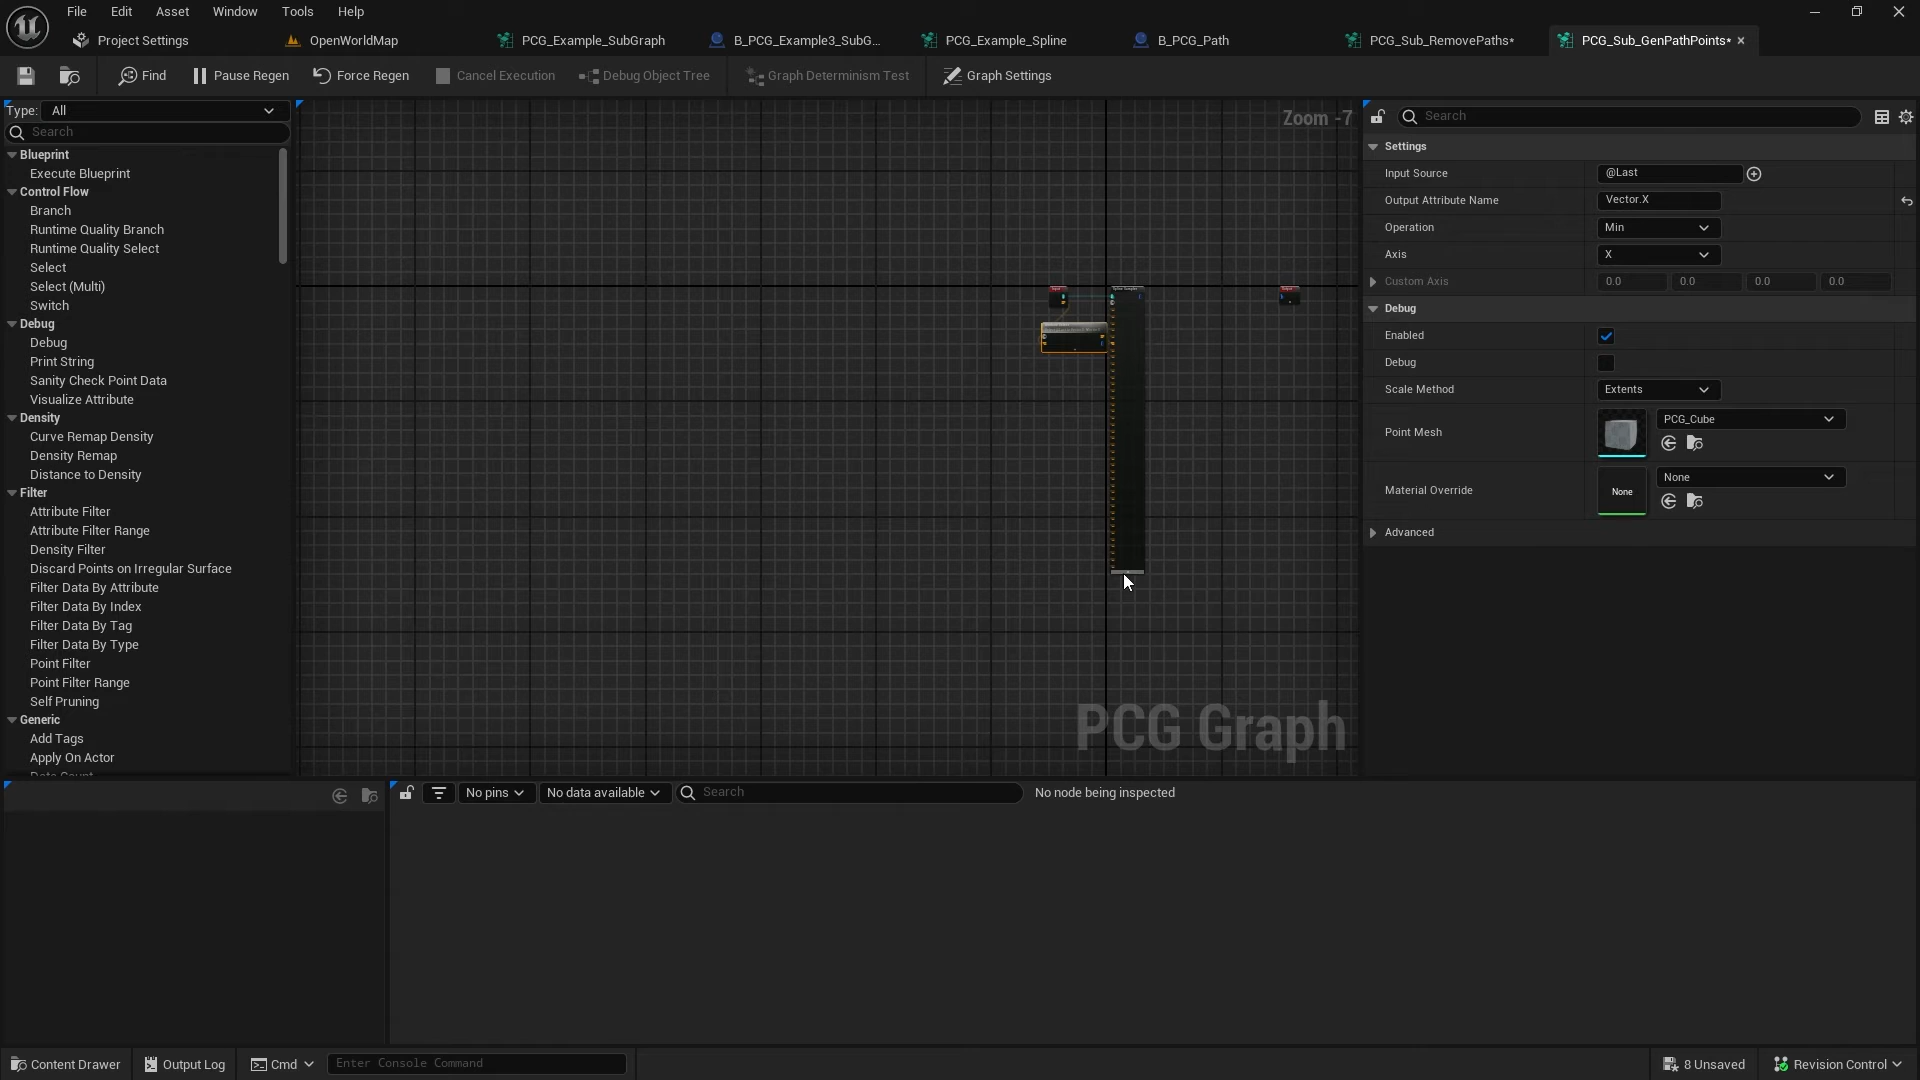 File Edit Asset Window Tools Help
Project Settings OpenWorldMap PCG_Example_SubGraph B_PCG_Example3_SubG... PCG_Example_Spline B_PCG_Path PCG_Sub_RemovePaths* PCG_Sub_GenPathPoints*
Find Pause Regen Force Regen Cancel Execution Debug Object Tree Graph Determinism Test Graph Settings
Type: All
Search
Blueprint
Execute Blueprint
Control Flow
Branch
Runtime Quality Branch
Runtime Quality Select
Select
Select (Multi)
Switch
Debug
Debug
Print String
Sanity Check Point Data
Visualize Attribute
Density
Curve Remap Density
Density Remap
Distance to Density
Filter
Attribute Filter
Attribute Filter Range
Density Filter
Discard Points on Irregular Surface
Filter Data By Attribute
Filter Data By Index
Filter Data By Tag
Filter Data By Type
Point Filter
Point Filter Range
Self Pruning
Generic
Add Tags
Apply On Actor
Zoom -7
Input
Spline Sampler
Output
PCG Graph
Search
Settings
Input Source @Last
Output Attribute Name Vector.X
Operation Min
Axis X
Custom Axis 0.0 0.0 0.0 0.0
Debug
Enabled
Debug
Scale Method Extents
Point Mesh PCG_Cube
Material Override None None
Advanced
No pins No data available Search No node being inspected
Content Drawer Output Log Cmd Enter Console Command 8 Unsaved Revision Control